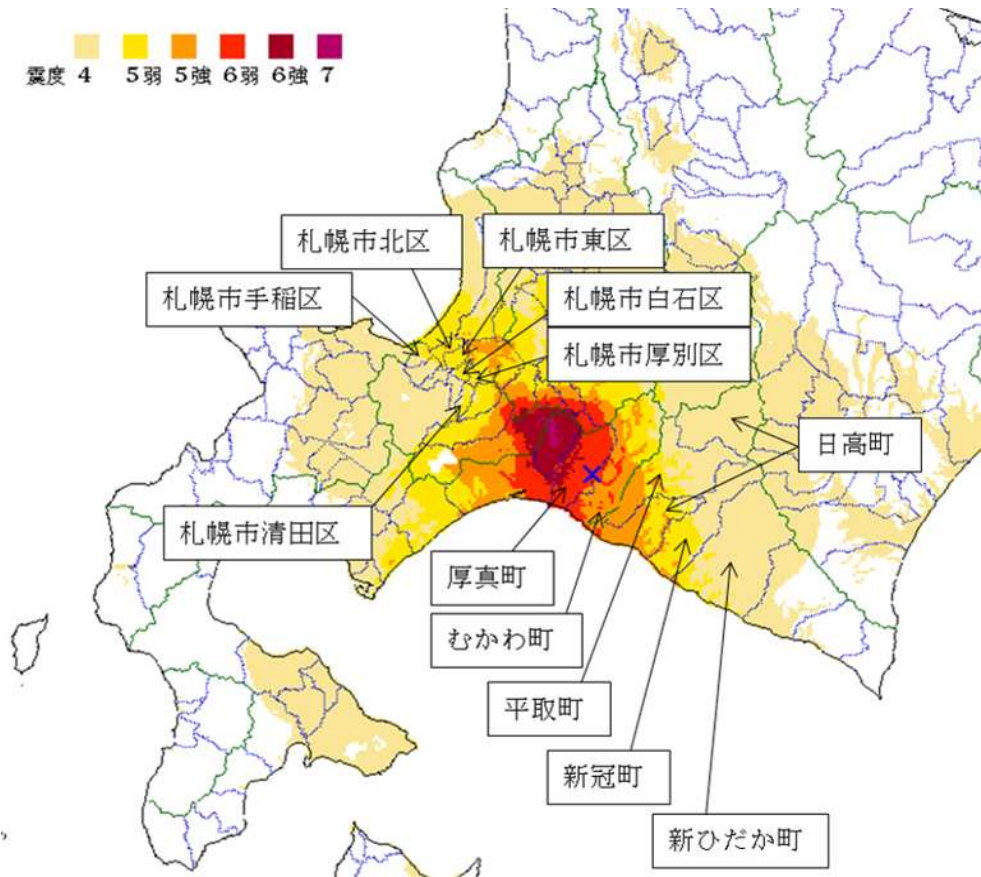 震度 4 5弱 5強 6弱 6強 7
札幌市北区
札幌市東区
札幌市手稲区
札幌市白石区
札幌市厚別区
日高町
札幌市清田区
厚真町
むかわ町
平取町
新冠町
新ひだか町